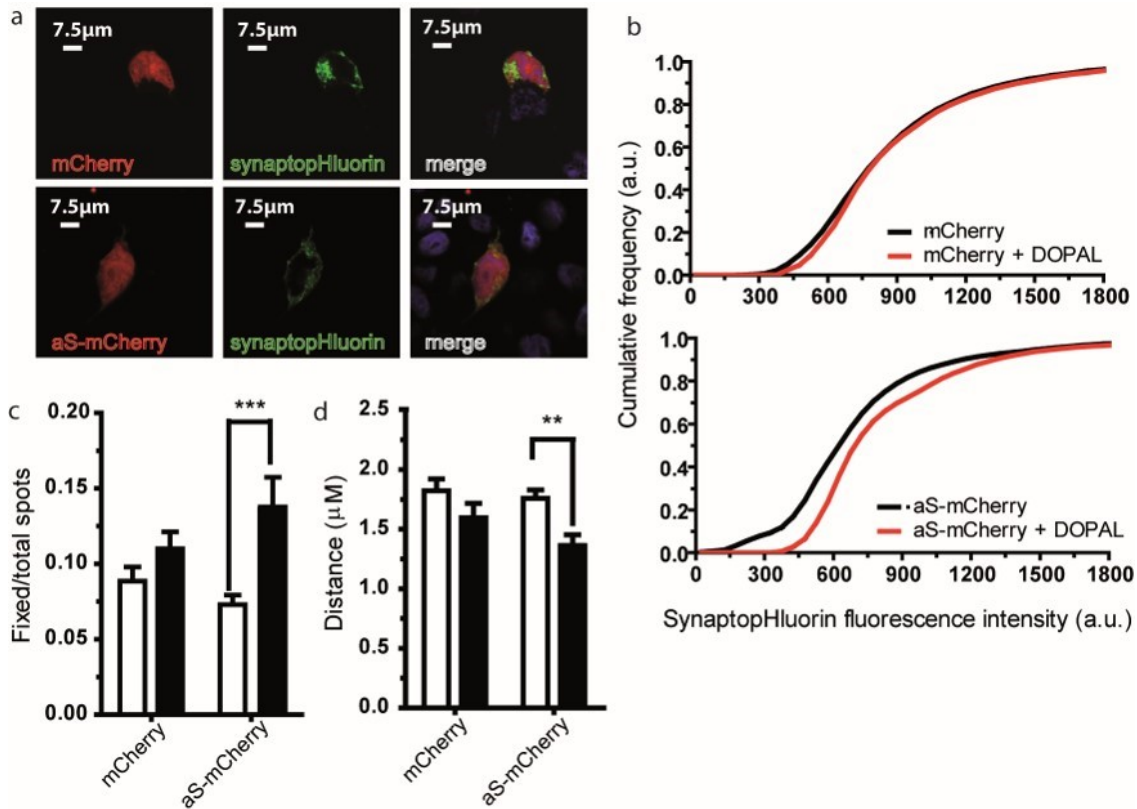 a
7.5μm
7.5μm
7.5μm
mCherry
synaptopHluorin
merge
7.5μm
7.5μm
7.5μm
aS-mCherry
synaptopHluorin
merge
b
Cumulative frequency (a.u.)
1.0
0.8
0.6
0.4
0.2
0.0
mCherry
mCherry + DOPAL
0
300
600
900
1200
1500
1800
1.0
0.8
0.6
0.4
0.2
0.0
aS-mCherry
aS-mCherry + DOPAL
0
300
600
900
1200
1500
1800
SynaptopHluorin fluorescence intensity (a.u.)
c
Fixed/total spots
0.20
0.15
0.10
0.05
0.00
***
mCherry
aS-mCherry
d
Distance (μM)
2.5
2.0
1.5
1.0
0.5
0.0
**
mCherry
aS-mCherry